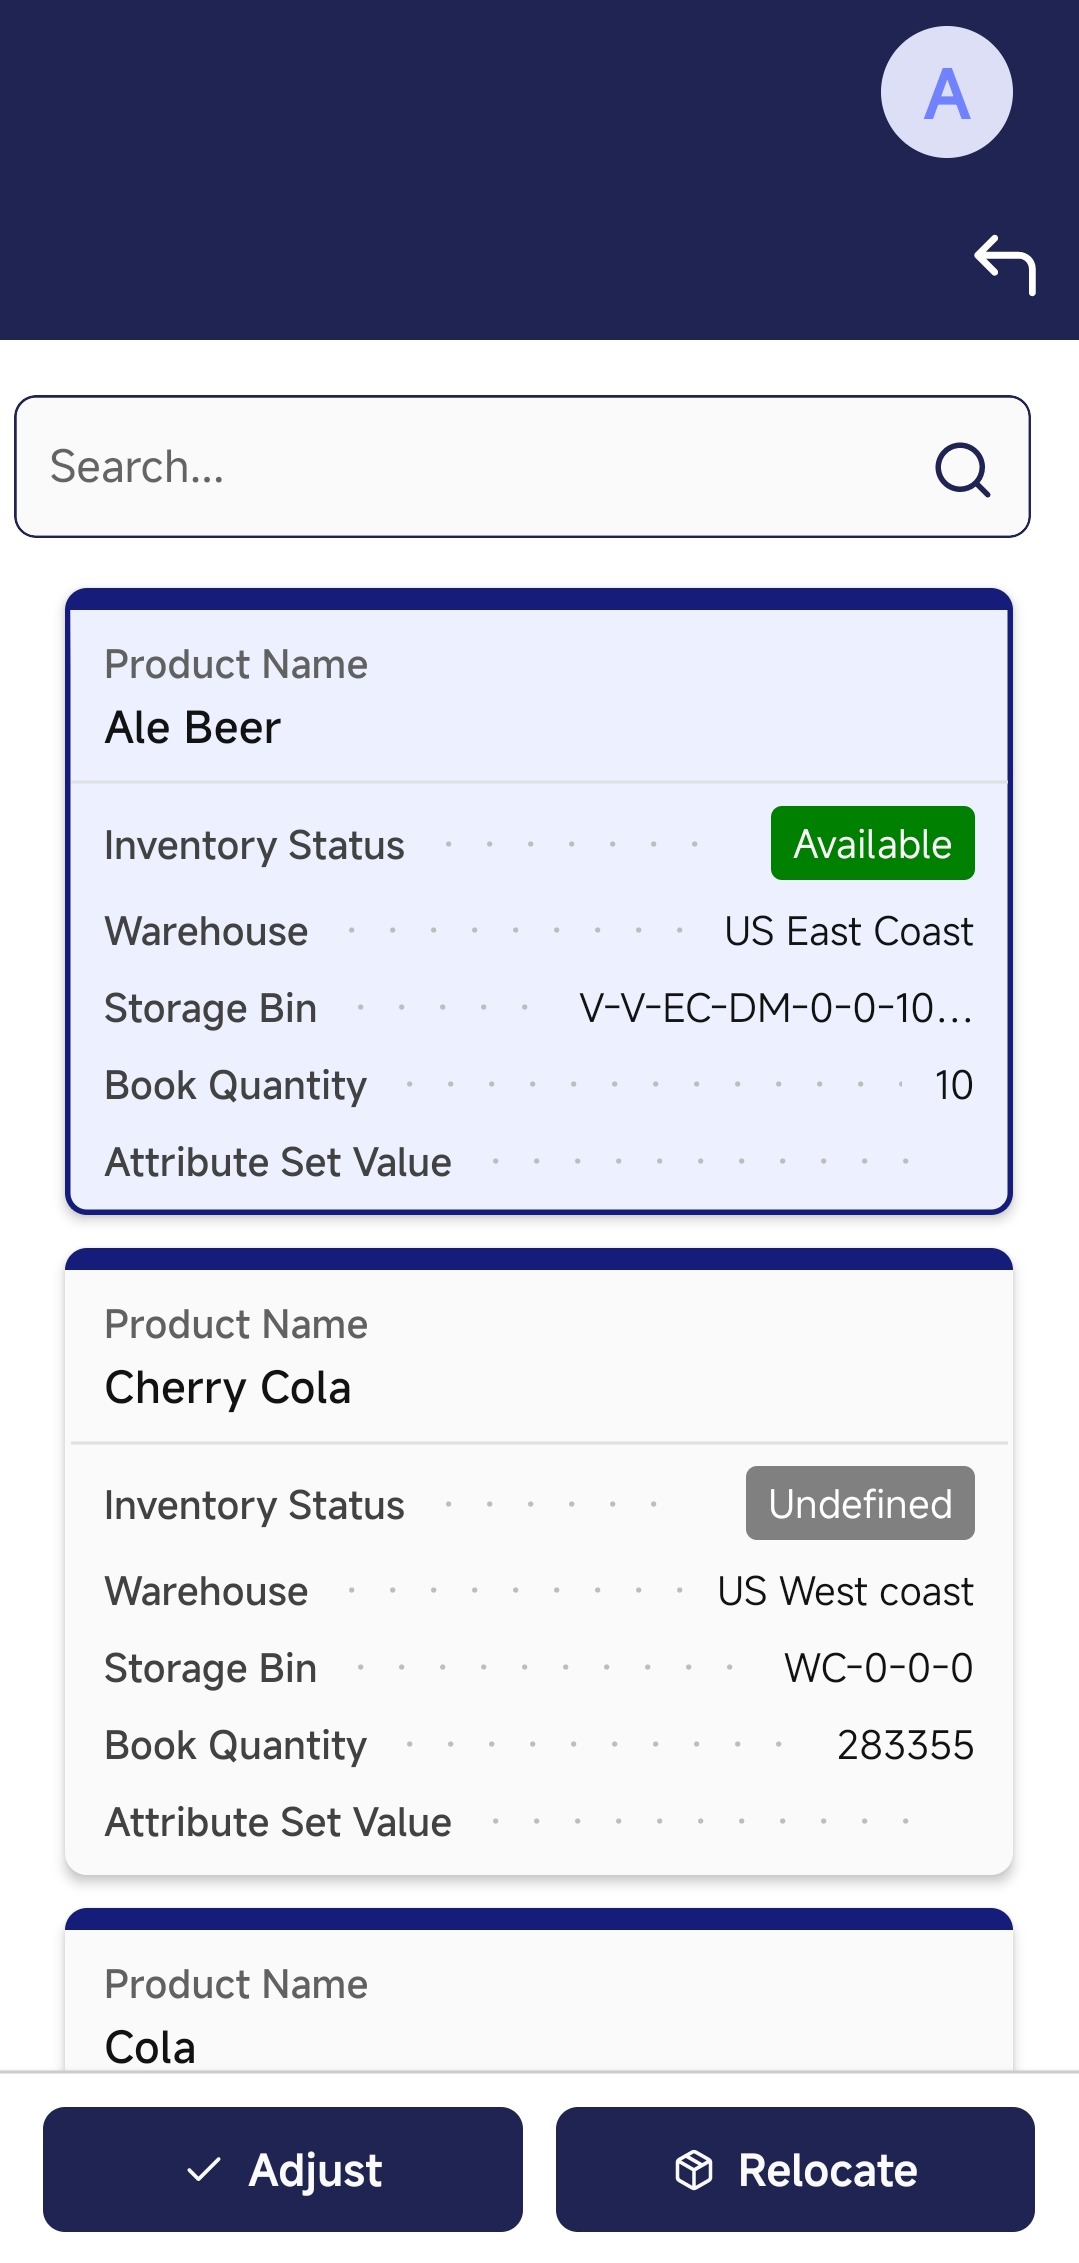 A
Search...
Product Name
Ale Beer
Inventory Status Available
Warehouse US East Coast
Storage Bin V-V-EC-DM-0-0-10...
Book Quantity 10
Attribute Set Value
Product Name
Cherry Cola
Inventory Status Undefined
Warehouse US West coast
Storage Bin WC-0-0-0
Book Quantity 283355
Attribute Set Value
Product Name
Cola
Adjust Relocate